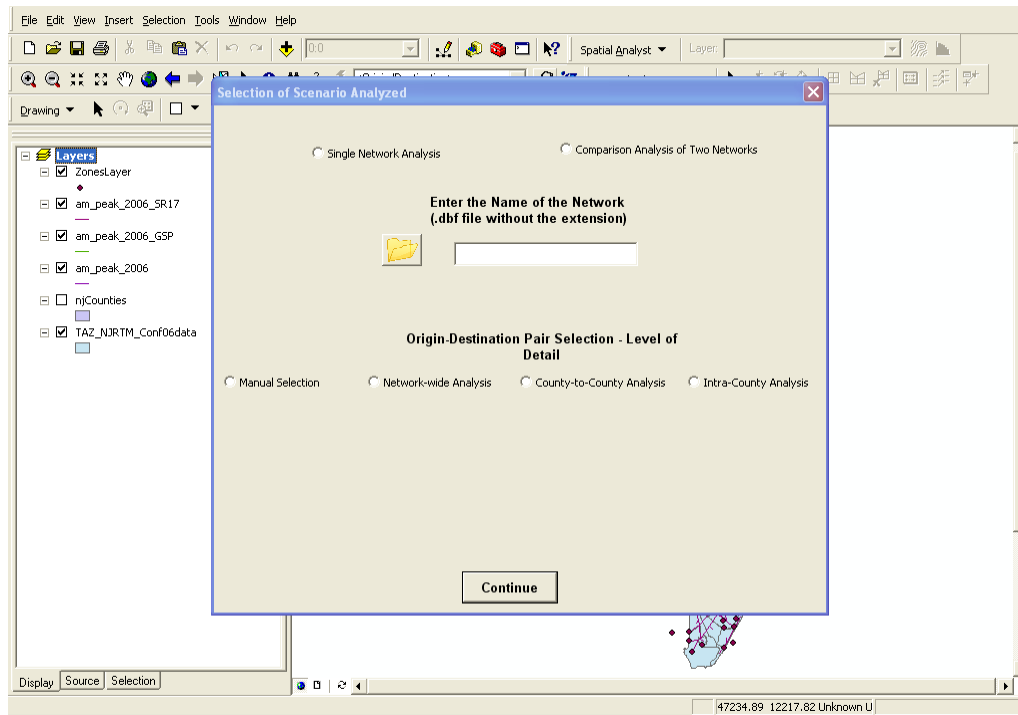 File Edit View Insert Selection Tools Window Help
0:0 Spatial Analyst Layer:
Drawing
Selection of Scenario Analyzed
Layers
ZonesLayer
am_peak_2006_SR17
am_peak_2006_GSP
am_peak_2006
njCounties
TAZ_NJRTM_Conf06data
Single Network Analysis Comparison Analysis of Two Networks
Enter the Name of the Network
(.dbf file without the extension)
Origin-Destination Pair Selection - Level of
Detail
Manual Selection Network-wide Analysis County-to-County Analysis Intra-County Analysis
Continue
Display Source Selection
47234.89 12217.82 Unknown U